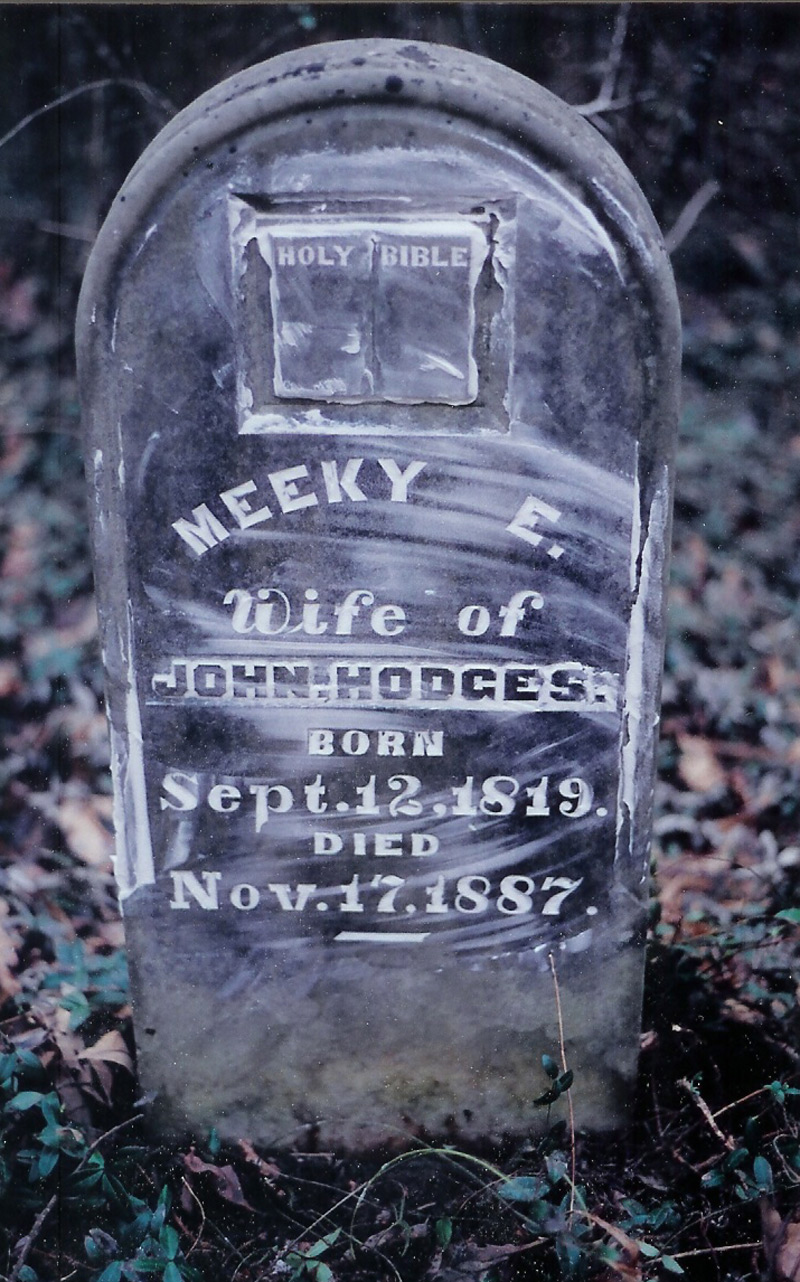 HOLY BIBLE
MEEKY E.
Wife of
JOHN.HODGES.
BORN
Sept.12,1819.
DIED
Nov.17,1887.